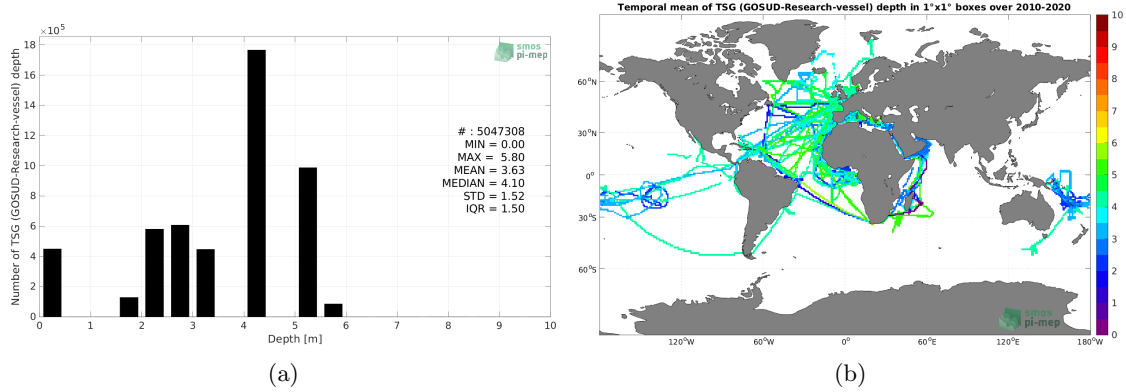 ×10⁵
18
16
14
12
10
8
6
4
2
0
Number of TSG (GOSUD-Research-vessel) depth
smos
pi-mep
# : 5047308
MIN = 0.00
MAX = 5.80
MEAN = 3.63
MEDIAN = 4.10
STD = 1.52
IQR = 1.50
0 1 2 3 4 5 6 7 8 9 10
Depth [m]
(a)
Temporal mean of TSG (GOSUD-Research-vessel) depth in 1°x1° boxes over 2010-2020
60°N
30°N
0°
30°S
60°S
120°W 60°W 0° 60°E 120°E 180°W
smos
pi-mep
10
9
8
7
6
5
4
3
2
1
0
(b)